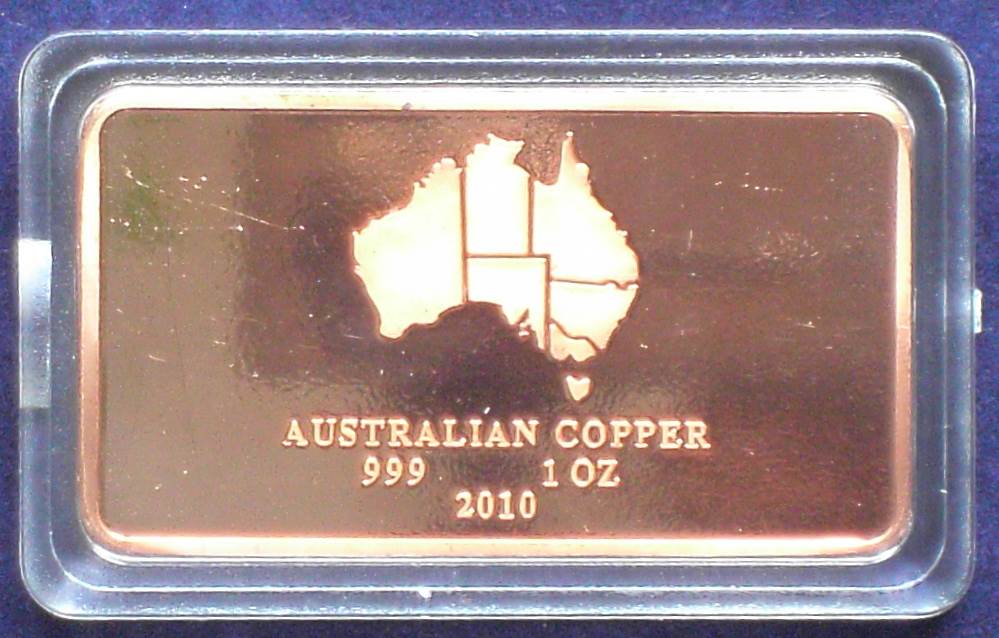 AUSTRALIAN COPPER
999 1 OZ
2010